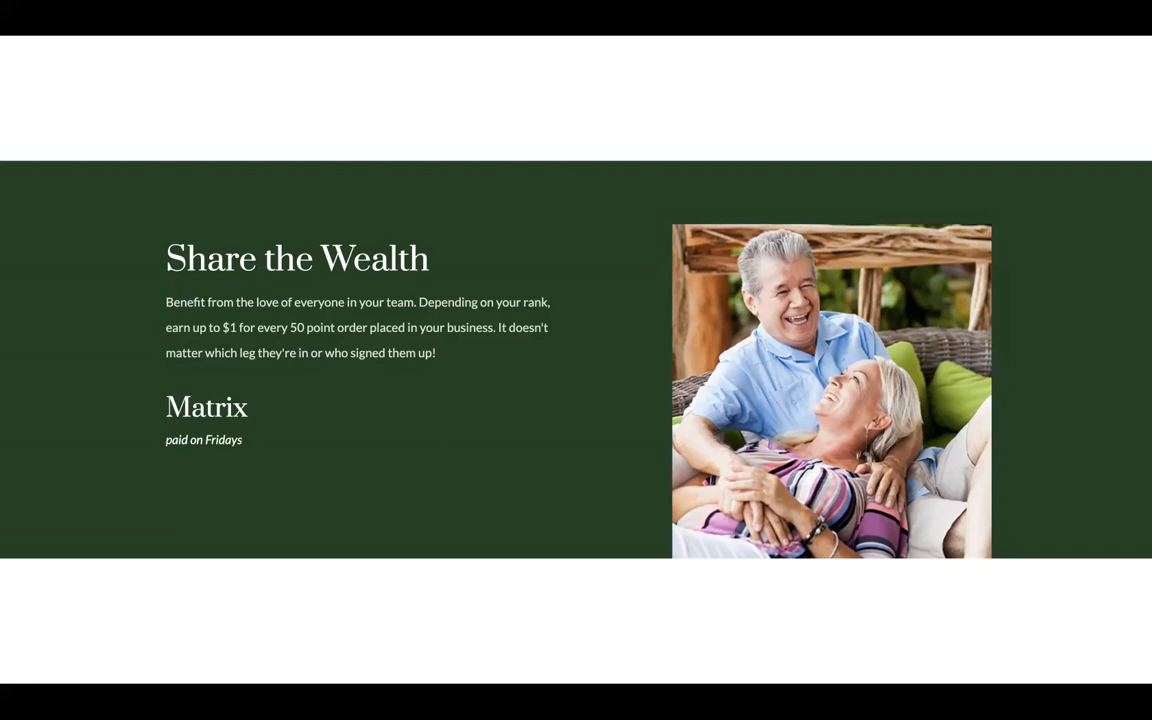 Share the Wealth
Benefit from the love of everyone in your team. Depending on your rank,
earn up to $1 for every 50 point order placed in your business. It doesn't
matter which leg they're in or who signed them up!
Matrix
paid on Fridays